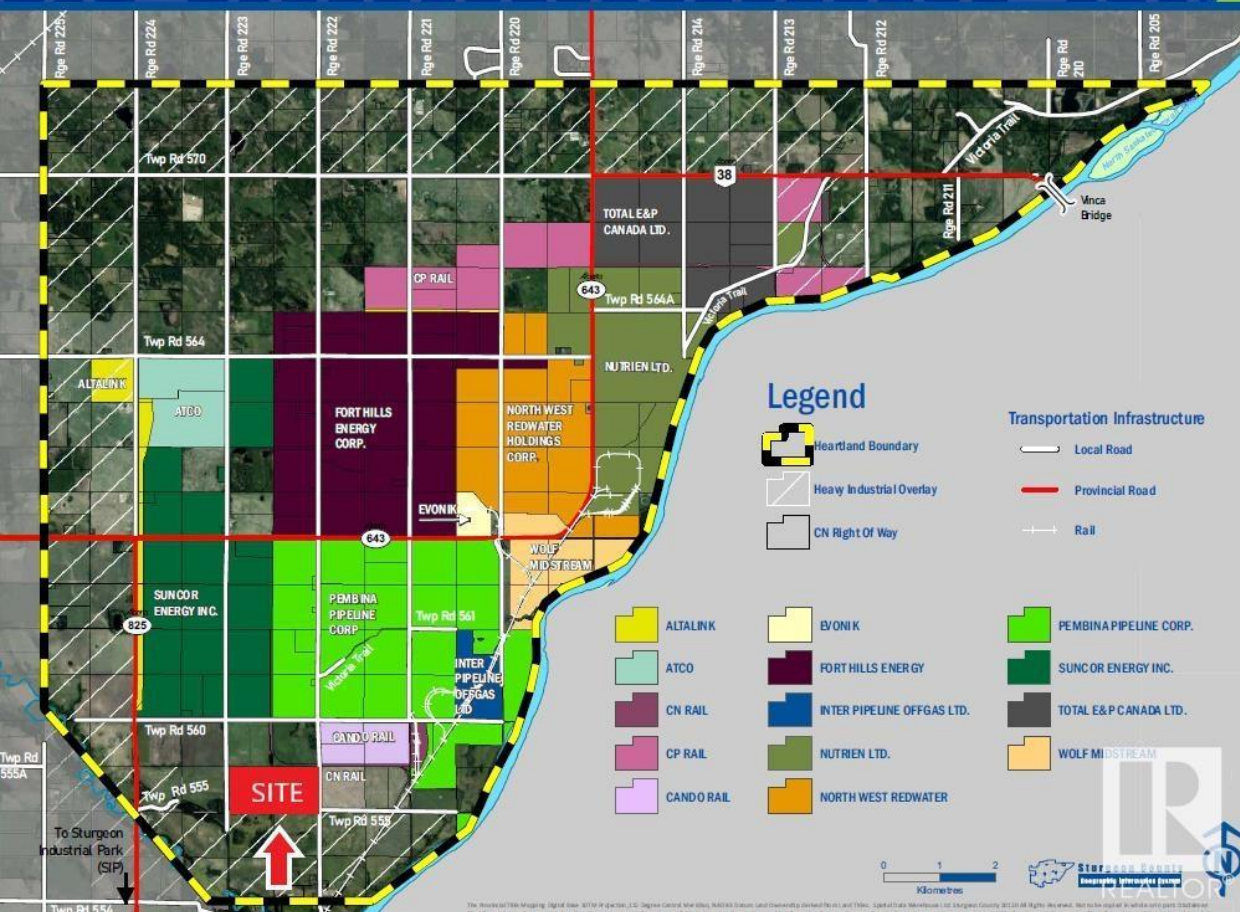 Rge Rd 225
Rge Rd 224
Rge Rd 223
Rge Rd 222
Rge Rd 221
Rge Rd 220
Rge Rd 214
Rge Rd 213
Rge Rd 212
Rge Rd
210
Rge Rd 205
Twp Rd 570
38
Victoria Trail
Vinca
Bridge
Rge Rd 211
TOTAL E&P
CANADA LTD.
CP RAIL
643
Twp Rd 564A
Victoria Trail
Twp Rd 564
ALTALINK
ATCO
FORT HILLS
ENERGY
CORP.
NORTH WEST
REDWATER
HOLDINGS
CORP.
NUTRIEN LTD.
EVONIK
643
WOLF
MIDSTREAM
SUNCOR
ENERGY INC.
825
PEMBINA
PIPELINE
CORP
Twp Rd 561
Victoria Trail
INTER
PIPELINE
OFFGAS
LTD
Twp Rd 560
CANDO RAIL
CN RAIL
Twp Rd
555A
Twp Rd 555
SITE
Twp Rd 555
To Sturgeon
Industrial Park
(SIP)
Twp Rd 554
Legend
Heartland Boundary
Heavy Industrial Overlay
CN Right Of Way
Transportation Infrastructure
Local Road
Provincial Road
Rail
ALTALINK
ATCO
CN RAIL
CP RAIL
CANDO RAIL
EVONIK
FORT HILLS ENERGY
INTER PIPELINE OFFGAS LTD.
NUTRIEN LTD.
NORTH WEST REDWATER
PEMBINA PIPELINE CORP.
SUNCOR ENERGY INC.
TOTAL E&P CANADA LTD.
WOLF MIDSTREAM
0 1 2
Kilometres
Sturgeon County
Geographic Information System
N
REALTOR®